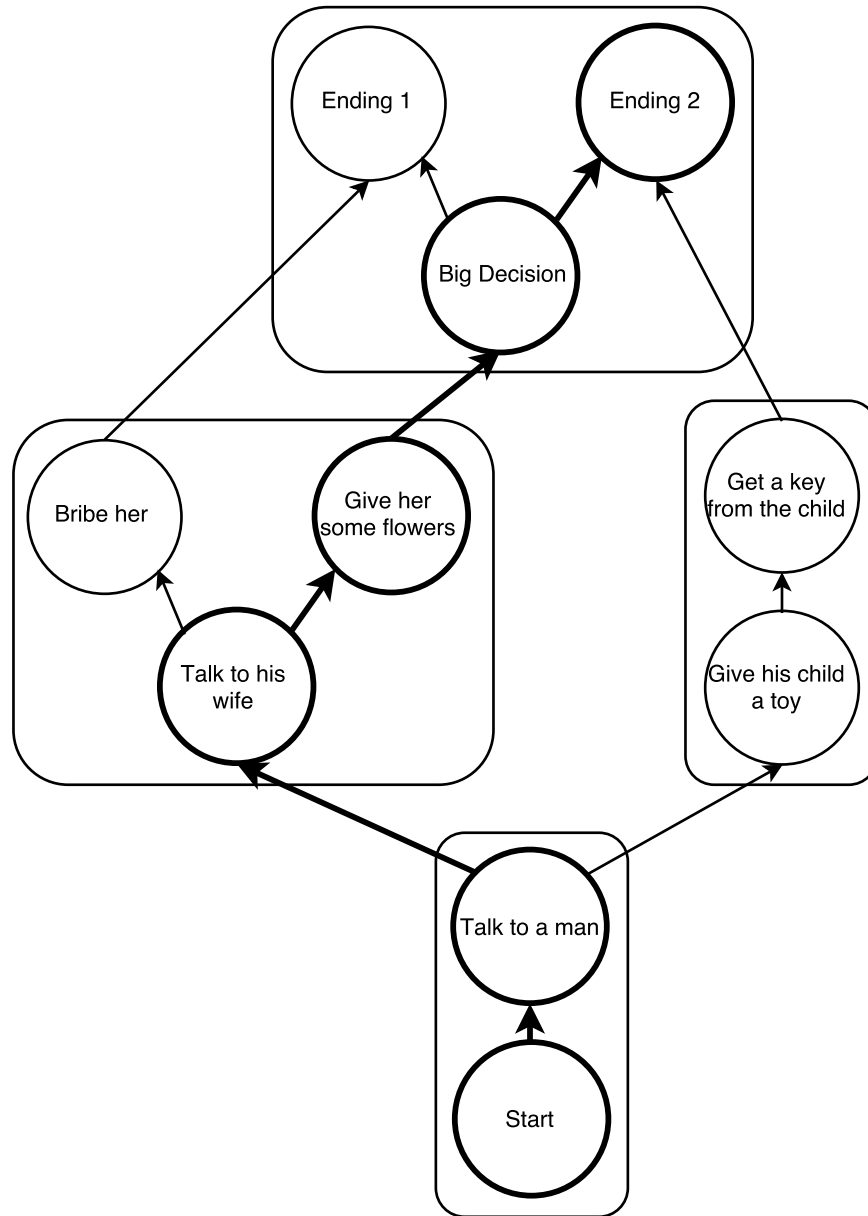 Ending 1
Ending 2
Big Decision
Bribe her
Give her
some flowers
Get a key
from the child
Talk to his
wife
Give his child
a toy
Talk to a man
Start